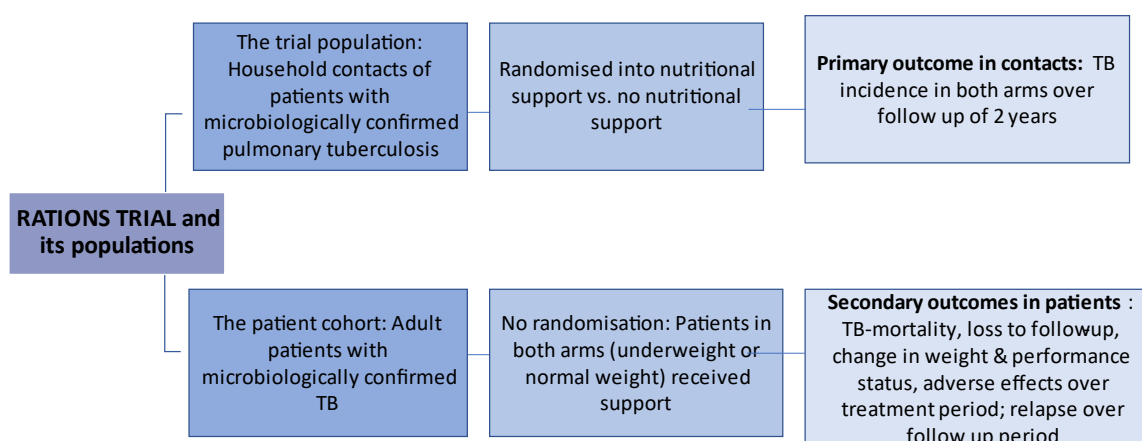 RATIONS TRIAL and
its populations
The trial population:
Household contacts of
patients with
microbiologically confirmed
pulmonary tuberculosis
Randomised into nutritional
support vs. no nutritional
support
Primary outcome in contacts: TB
incidence in both arms over
follow up of 2 years
The patient cohort: Adult
patients with
microbiologically confirmed
TB
No randomisation: Patients in
both arms (underweight or
normal weight) received
support
Secondary outcomes in patients :
TB-mortality, loss to follow-up,
change in weight & performance
status, adverse effects over
treatment period; relapse over
follow up period